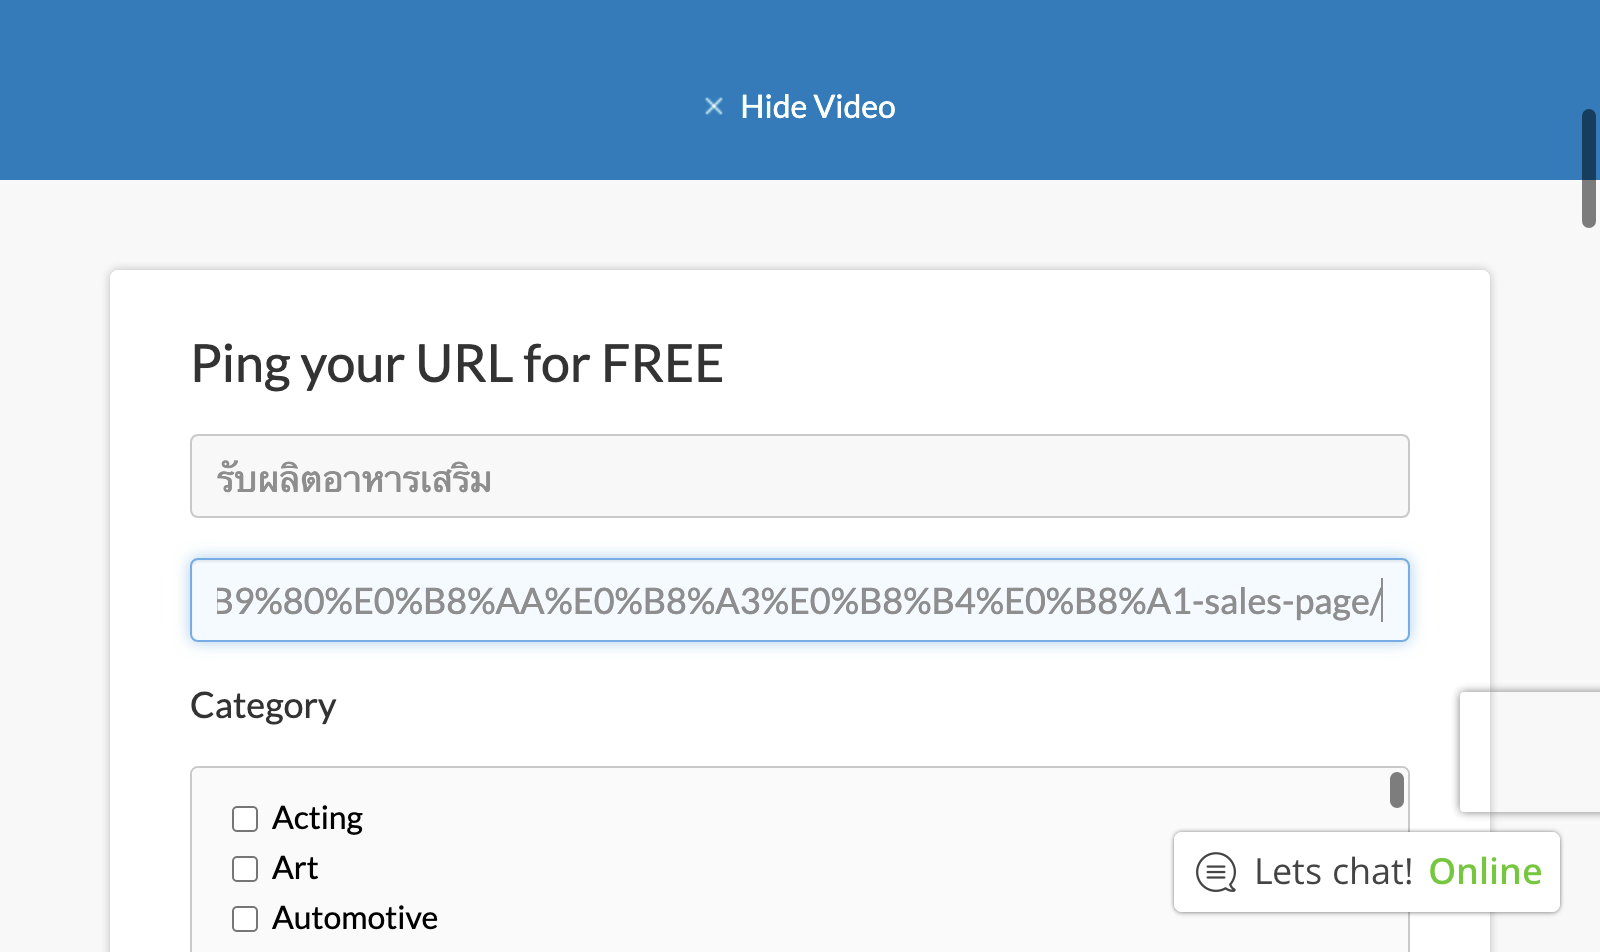 Hide Video
Ping your URL for FREE
รับผลิตอาหารเสริม
B9%80%E0%B8%AA%E0%B8%A3%E0%B8%B4%E0%B8%A1-sales-page/
Category
Acting
Art
Automotive
Lets chat! Online